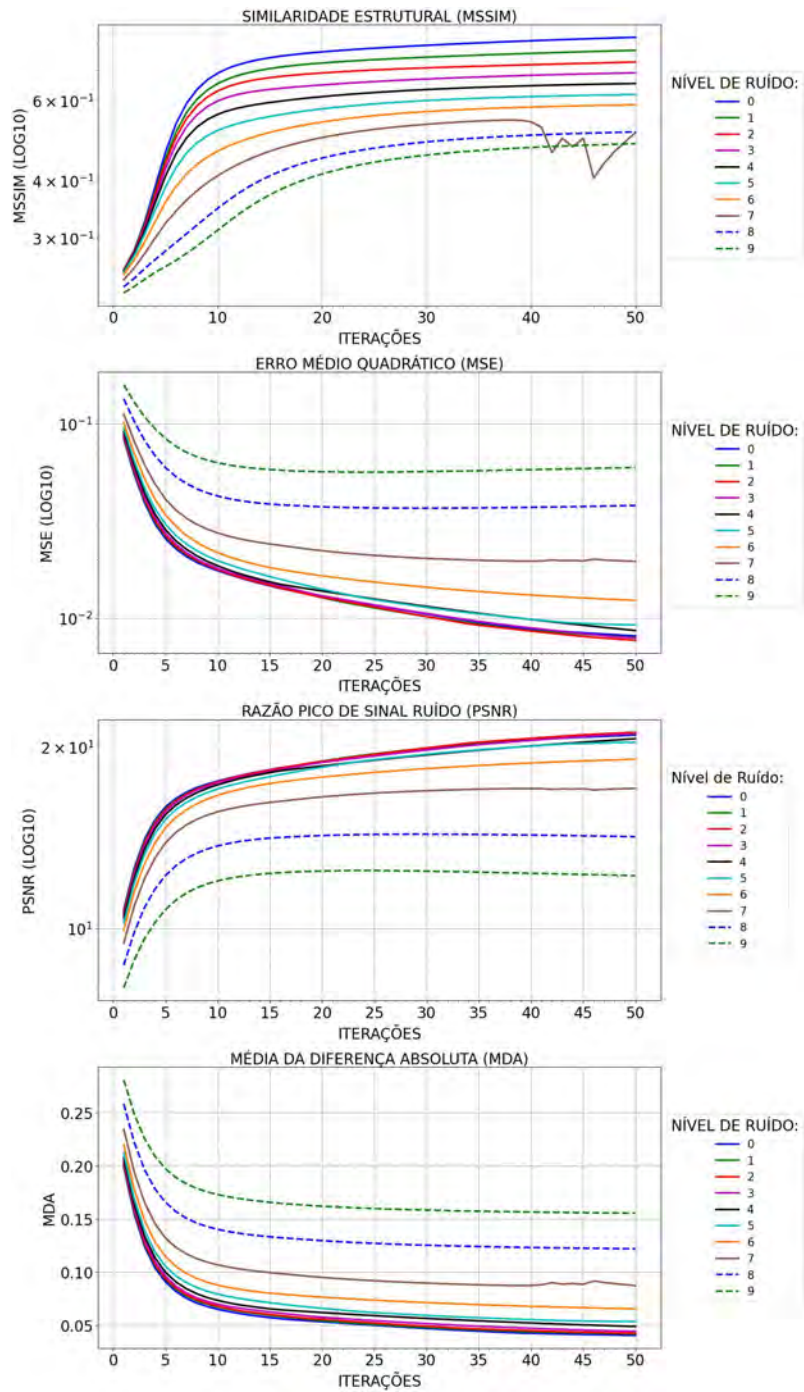 SIMILARIDADE ESTRUTURAL (MSSIM)
MSSIM (LOG10)
6 × 10⁻¹
4 × 10⁻¹
3 × 10⁻¹
0 10 20 30 40 50
ITERAÇÕES
NÍVEL DE RUÍDO:
0
1
2
3
4
5
6
7
8
9
ERRO MÉDIO QUADRÁTICO (MSE)
MSE (LOG10)
10⁻¹
10⁻²
0 5 10 15 20 25 30 35 40 45 50
ITERAÇÕES
NÍVEL DE RUÍDO:
0
1
2
3
4
5
6
7
8
9
RAZÃO PICO DE SINAL RUÍDO (PSNR)
PSNR (LOG10)
2 × 10¹
10¹
0 5 10 15 20 25 30 35 40 45 50
ITERAÇÕES
Nível de Ruído:
0
1
2
3
4
5
6
7
8
9
MÉDIA DA DIFERENÇA ABSOLUTA (MDA)
MDA
0.25
0.20
0.15
0.10
0.05
0 5 10 15 20 25 30 35 40 45 50
ITERAÇÕES
NÍVEL DE RUÍDO:
0
1
2
3
4
5
6
7
8
9